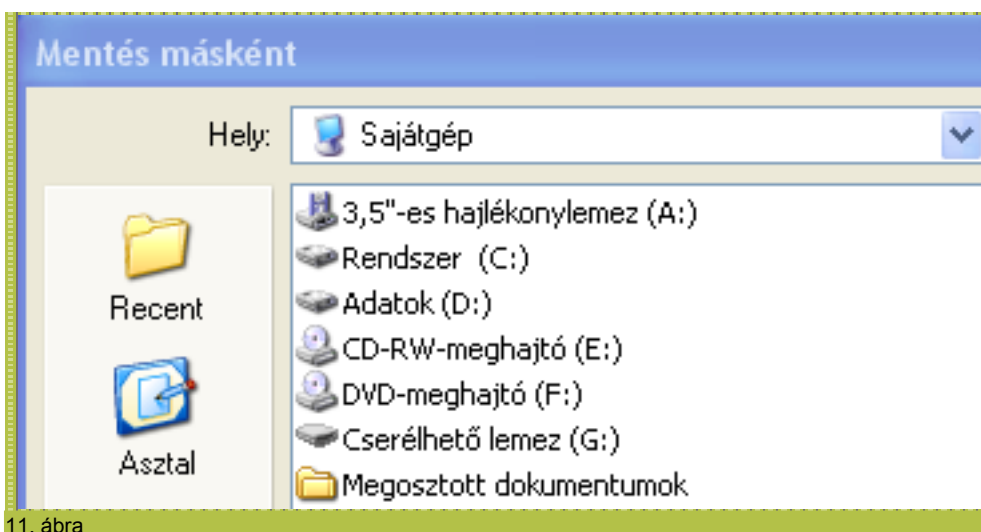 Mentés másként
Hely: Sajátgép
3,5"-es hajlékonylemez (A:)
Rendszer (C:)
Adatok (D:)
CD-RW-meghajtó (E:)
DVD-meghajtó (F:)
Cserélhető lemez (G:)
Megosztott dokumentumok
Recent
Asztal
11. ábra